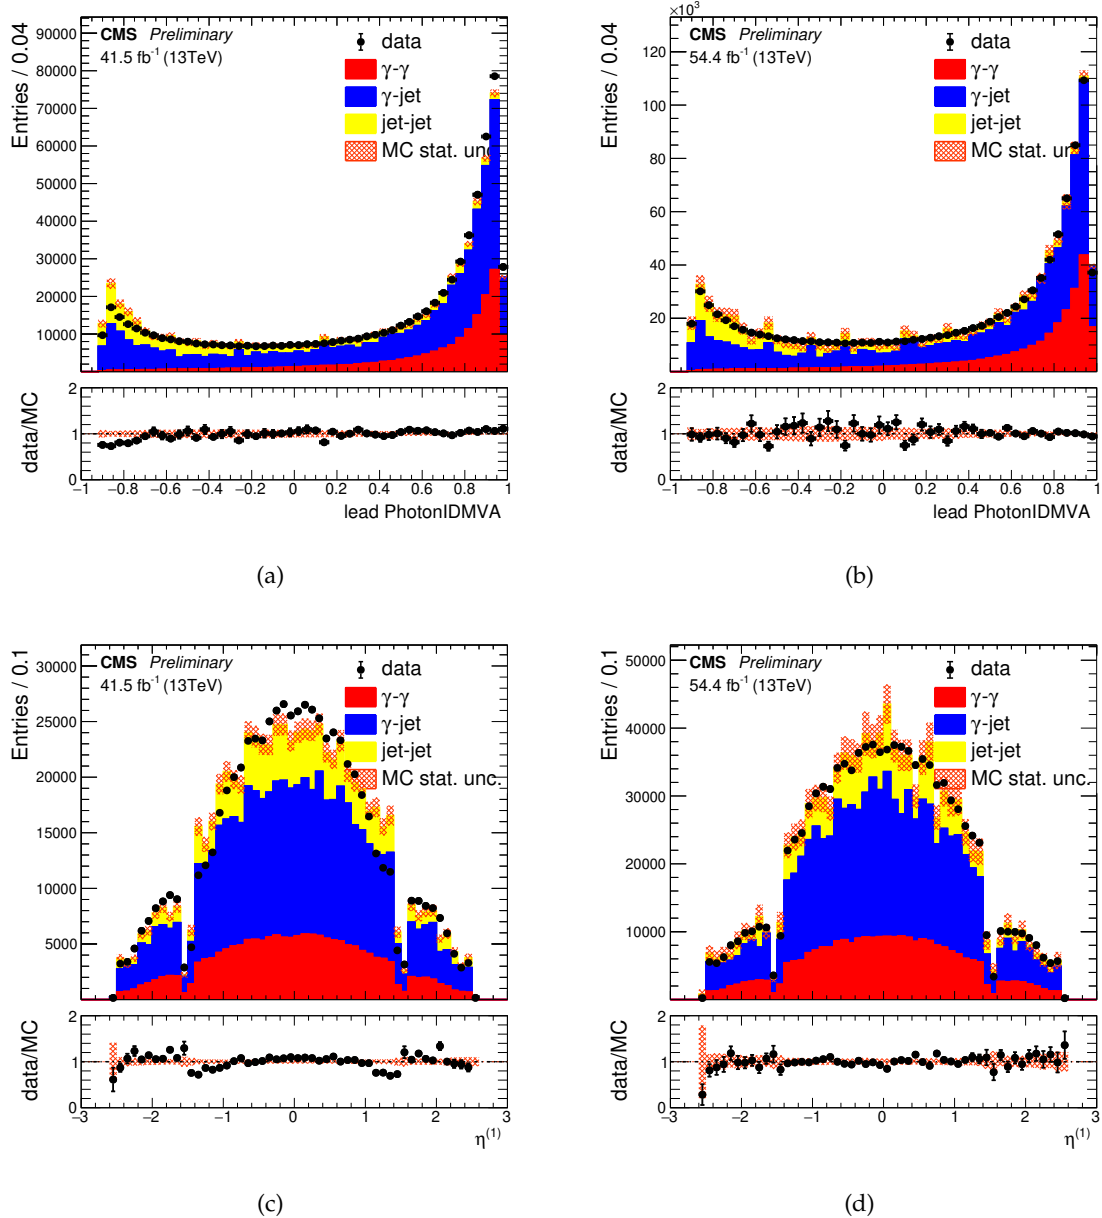 CMS Preliminary
41.5 fb⁻¹ (13TeV)
data
γ-γ
γ-jet
jet-jet
MC stat. unc.
Entries / 0.04
90000
80000
70000
60000
50000
40000
30000
20000
10000
data/MC
2
1
0
−1 −0.8 −0.6 −0.4 −0.2 0 0.2 0.4 0.6 0.8 1
lead PhotonIDMVA
(a)
×10³
CMS Preliminary
54.4 fb⁻¹ (13TeV)
data
γ-γ
γ-jet
jet-jet
MC stat. unc.
Entries / 0.04
120
100
80
60
40
20
data/MC
2
1
0
−1 −0.8 −0.6 −0.4 −0.2 0 0.2 0.4 0.6 0.8 1
lead PhotonIDMVA
(b)
CMS Preliminary
41.5 fb⁻¹ (13TeV)
data
γ-γ
γ-jet
jet-jet
MC stat. unc.
Entries / 0.1
30000
25000
20000
15000
10000
5000
data/MC
2
1
0
−3 −2 −1 0 1 2 3
η⁽¹⁾
(c)
CMS Preliminary
54.4 fb⁻¹ (13TeV)
data
γ-γ
γ-jet
jet-jet
MC stat. unc.
Entries / 0.1
50000
40000
30000
20000
10000
data/MC
2
1
0
−3 −2 −1 0 1 2 3
η⁽¹⁾
(d)